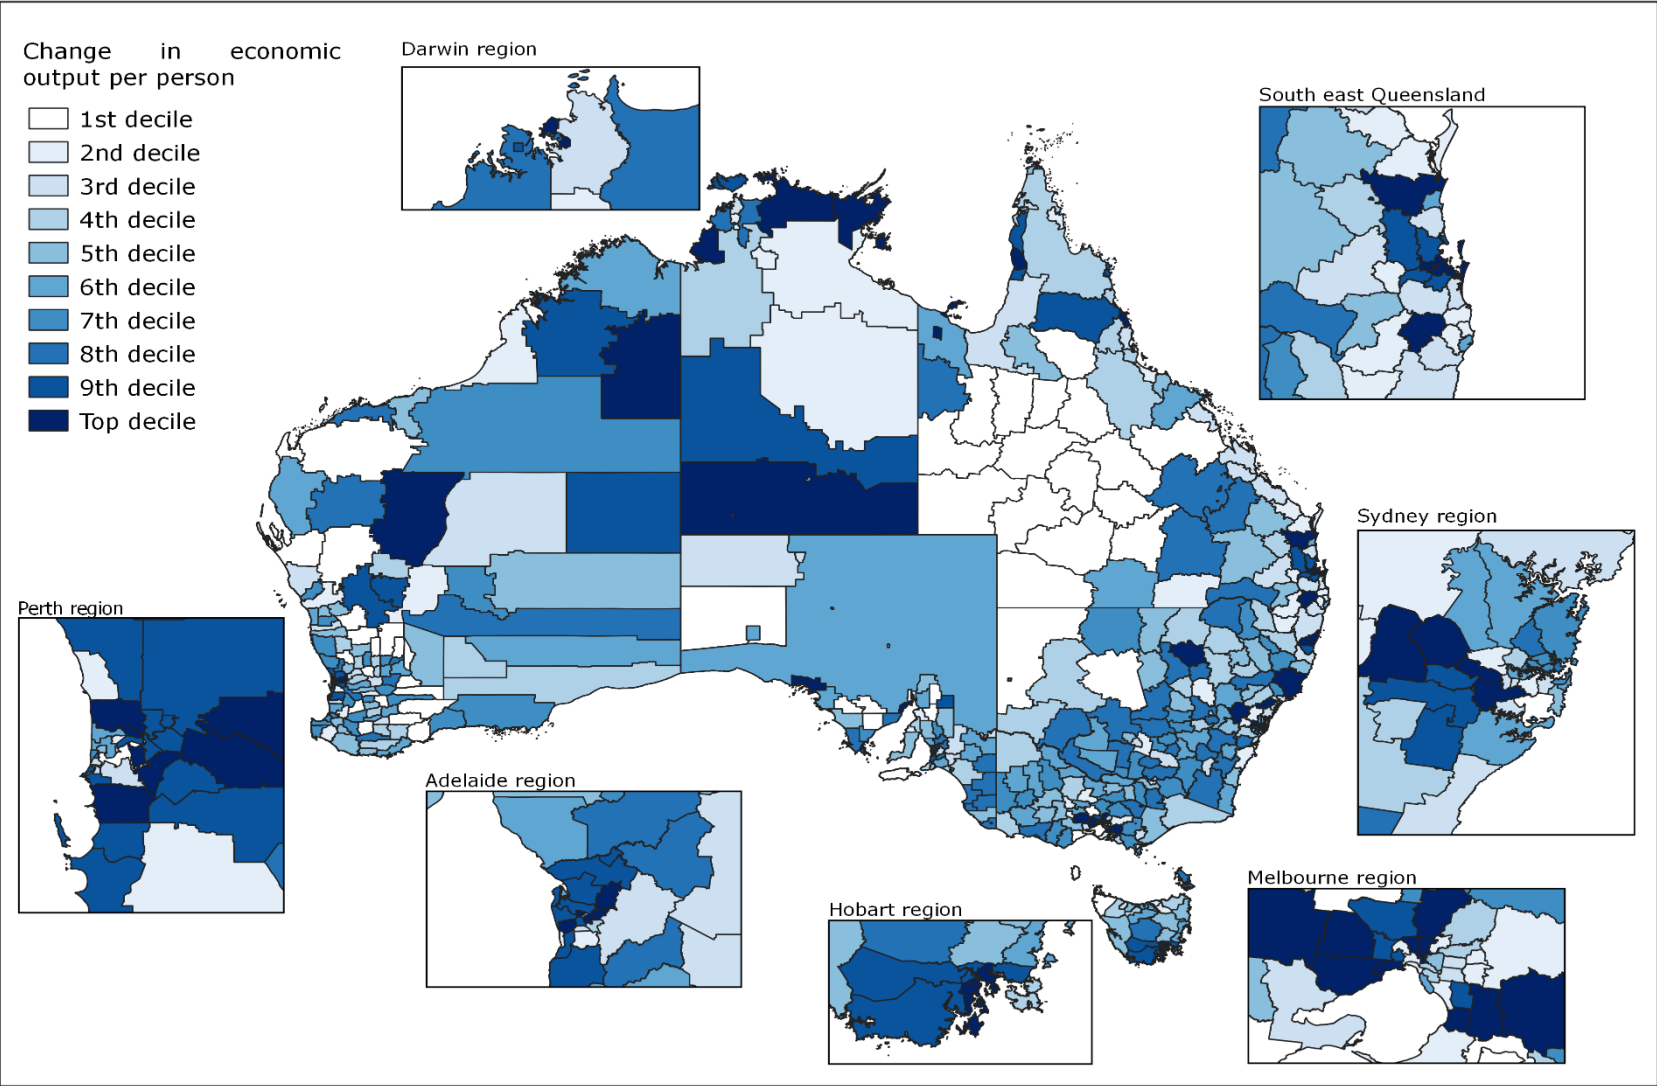 Change in economic
output per person
1st decile
2nd decile
3rd decile
4th decile
5th decile
6th decile
7th decile
8th decile
9th decile
Top decile
Darwin region
South east Queensland
Sydney region
Perth region
Adelaide region
Melbourne region
Hobart region